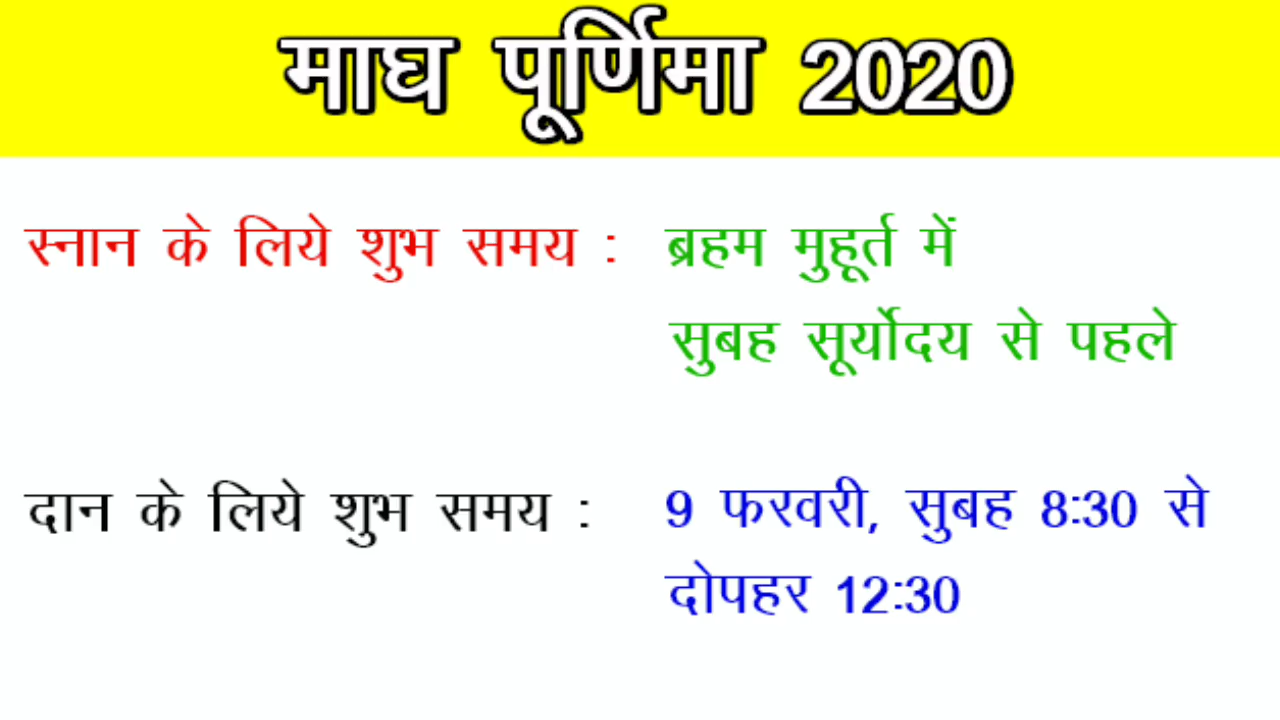 माघ पूर्णिमा 2020
स्नान के लिये शुभ समय : ब्रहम मुहूर्त में
सुबह सूर्योदय से पहले
दान के लिये शुभ समय : 9 फरवरी, सुबह 8:30 से
दोपहर 12:30